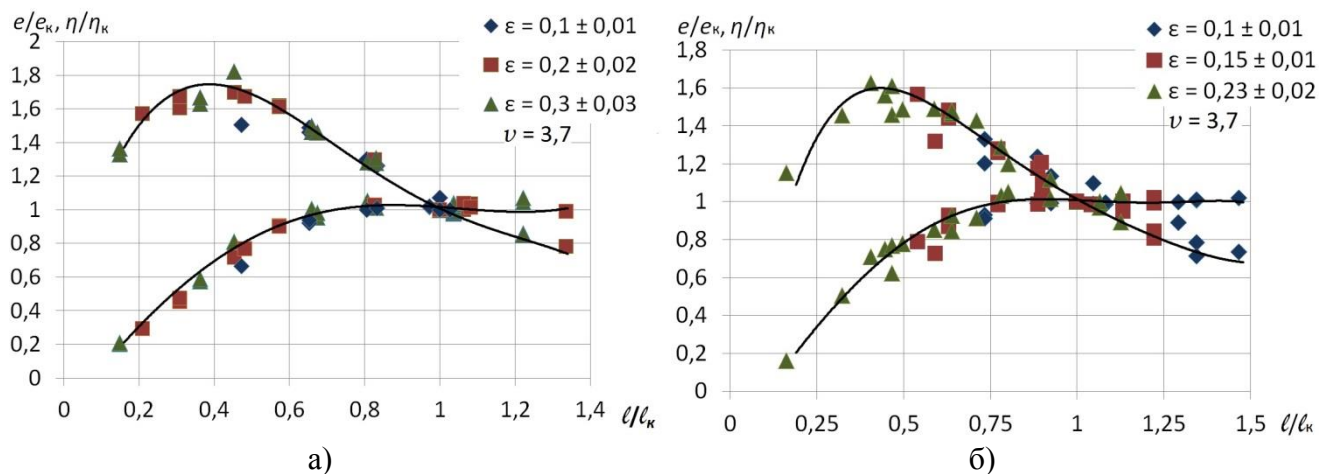 e/eк, η/ηк
2
1,8
1,6
1,4
1,2
1
0,8
0,6
0,4
0,2
0
0 0,2 0,4 0,6 0,8 1 1,2 1,4
ℓ/ℓк
ε = 0,1 ± 0,01
ε = 0,2 ± 0,02
ε = 0,3 ± 0,03
υ = 3,7
а)
e/eк, η/ηк
1,8
1,6
1,4
1,2
1
0,8
0,6
0,4
0,2
0
0 0,25 0,5 0,75 1 1,25 1,5
ℓ/ℓк
ε = 0,1 ± 0,01
ε = 0,15 ± 0,01
ε = 0,23 ± 0,02
υ = 3,7
б)